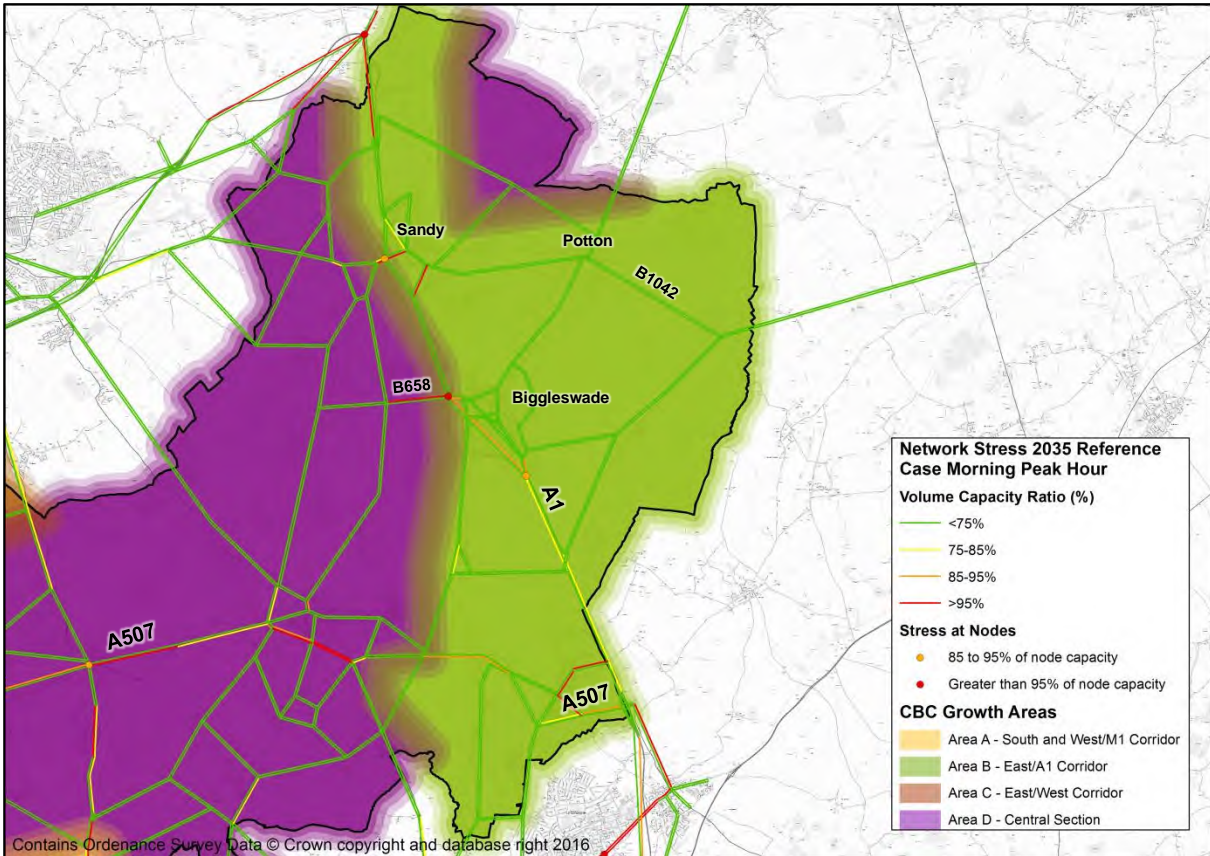 Sandy
Potton
B1042
B658
Biggleswade
A1
A507
A507
Network Stress 2035 Reference
Case Morning Peak Hour
Volume Capacity Ratio (%)
<75%
75-85%
85-95%
>95%
Stress at Nodes
85 to 95% of node capacity
Greater than 95% of node capacity
CBC Growth Areas
Area A - South and West/M1 Corridor
Area B - East/A1 Corridor
Area C - East/West Corridor
Area D - Central Section
Contains Ordenance Survey Data © Crown copyright and database right 2016